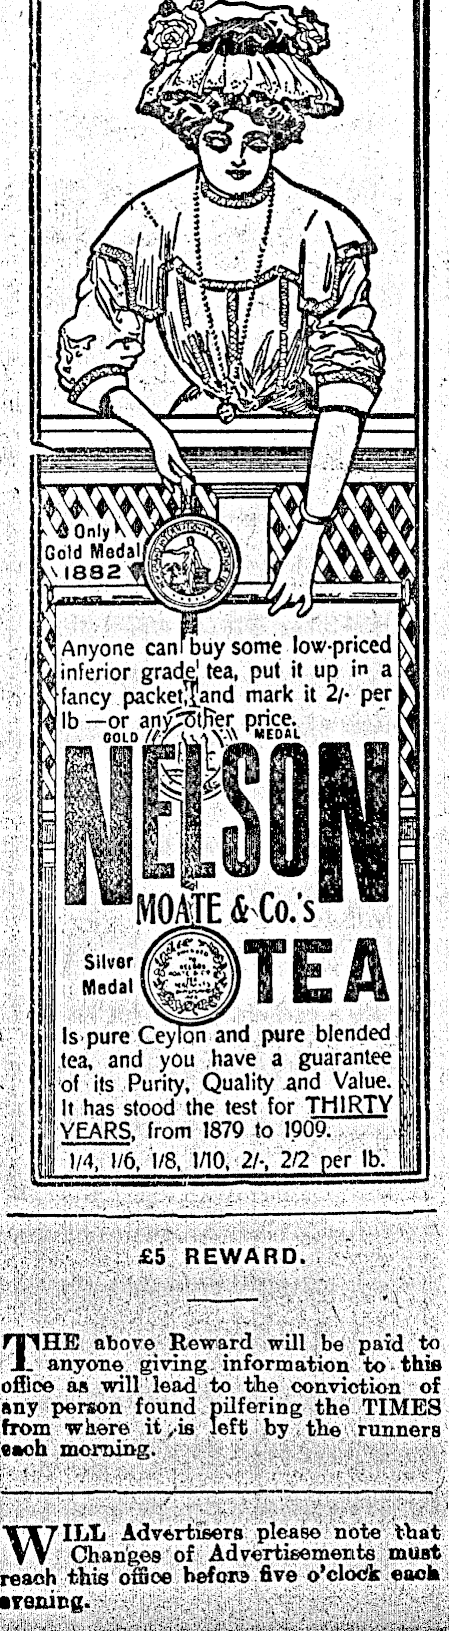 Only
Gold Medal
1882
Anyone can buy some low-priced
inferior grade tea, put it up in a
fancy packet, and mark it 2/- per
lb—or any other price.
GOLD MEDAL
NELSON
MOATE & Co.'s
Silver
Medal
TEA
Is pure Ceylon and pure blended
tea, and you have a guarantee
of its Purity, Quality and Value.
It has stood the test for THIRTY
YEARS, from 1879 to 1909.
1/4, 1/6, 1/8, 1/10, 2/-, 2/2 per lb.
£5 REWARD.
THE above Reward will be paid to
anyone giving information to this
office as will lead to the conviction of
any person found pilfering the TIMES
from where it is left by the runners
each morning.
WILL Advertisers please note that
Changes of Advertisements must
reach this office before five o'clock each
evening.